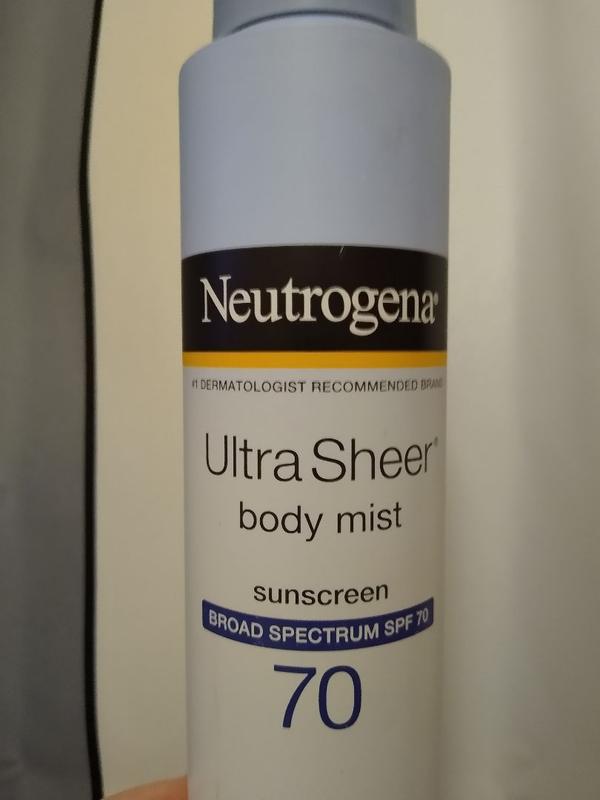 Neutrogena®
#1 DERMATOLOGIST RECOMMENDED BRAND
Ultra Sheer®
body mist
sunscreen
BROAD SPECTRUM SPF 70
70